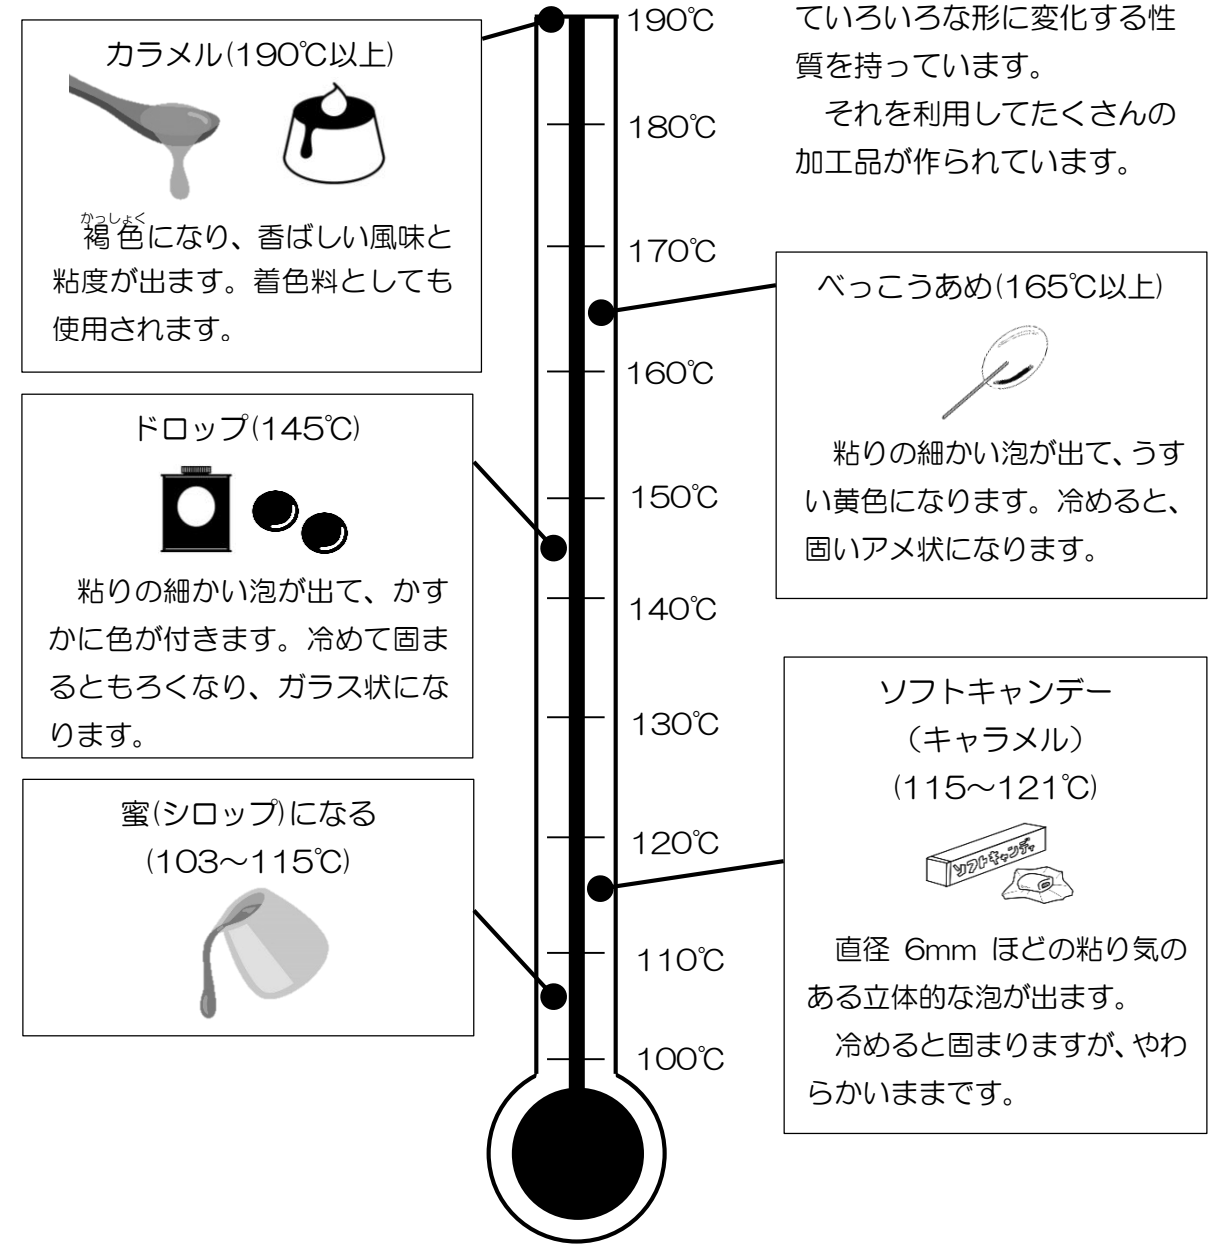 カラメル(190℃以上)
かっしょく
褐色になり、香ばしい風味と
粘度が出ます。着色料としても
使用されます。
ドロップ(145℃)
粘りの細かい泡が出て、かす
かに色が付きます。冷めて固ま
るともろくなり、ガラス状にな
ります。
蜜(シロップ)になる
(103～115℃)
190℃
180℃
170℃
160℃
150℃
140℃
130℃
120℃
110℃
100℃
ていろいろな形に変化する性
質を持っています。
それを利用してたくさんの
加工品が作られています。
べっこうあめ(165℃以上)
粘りの細かい泡が出て、うす
い黄色になります。冷めると、
固いアメ状になります。
ソフトキャンデー
（キャラメル）
(115～121℃)
ソフトキャンディ
直径 6mm ほどの粘り気の
ある立体的な泡が出ます。
冷めると固まりますが、やわ
らかいままです。